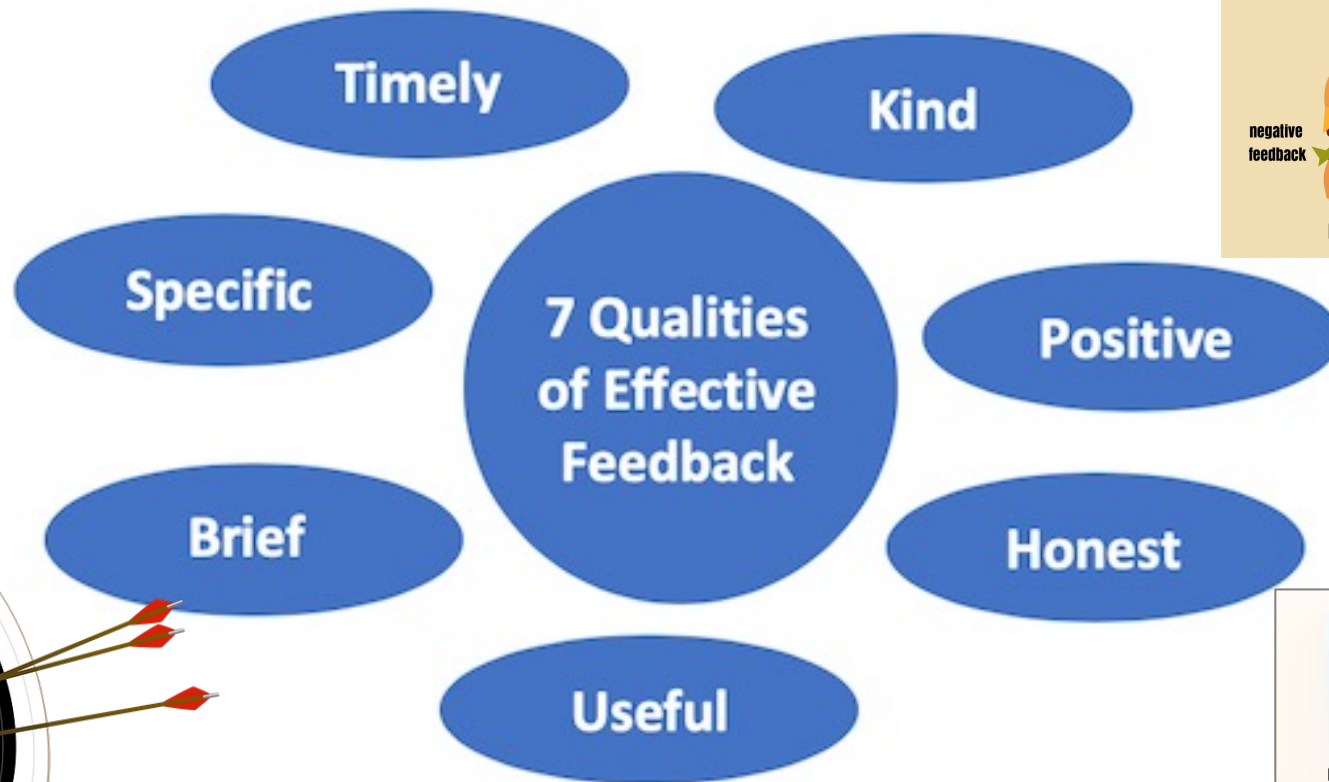 Timely
Kind
negative
feedback
Specific
7 Qualities
of Effective
Feedback
Positive
Brief
Honest
Useful